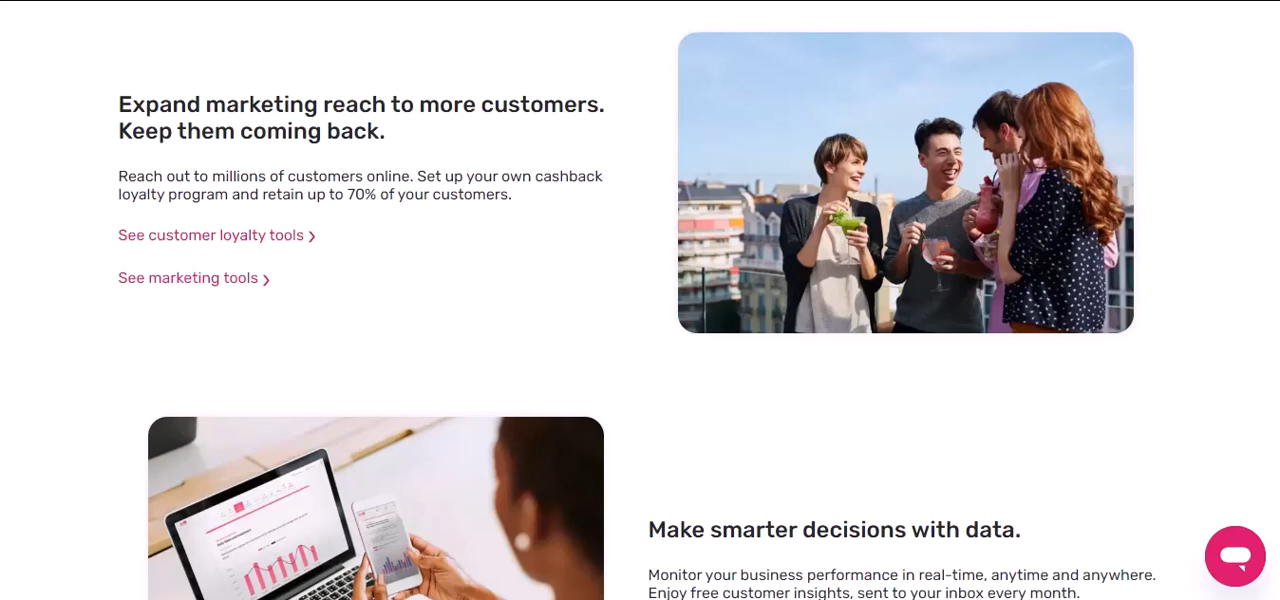 Expand marketing reach to more customers.
Keep them coming back.
Reach out to millions of customers online. Set up your own cashback
loyalty program and retain up to 70% of your customers.
See customer loyalty tools ❯
See marketing tools ❯
Make smarter decisions with data.
Monitor your business performance in real-time, anytime and anywhere.
Enjoy free customer insights, sent to your inbox every month.